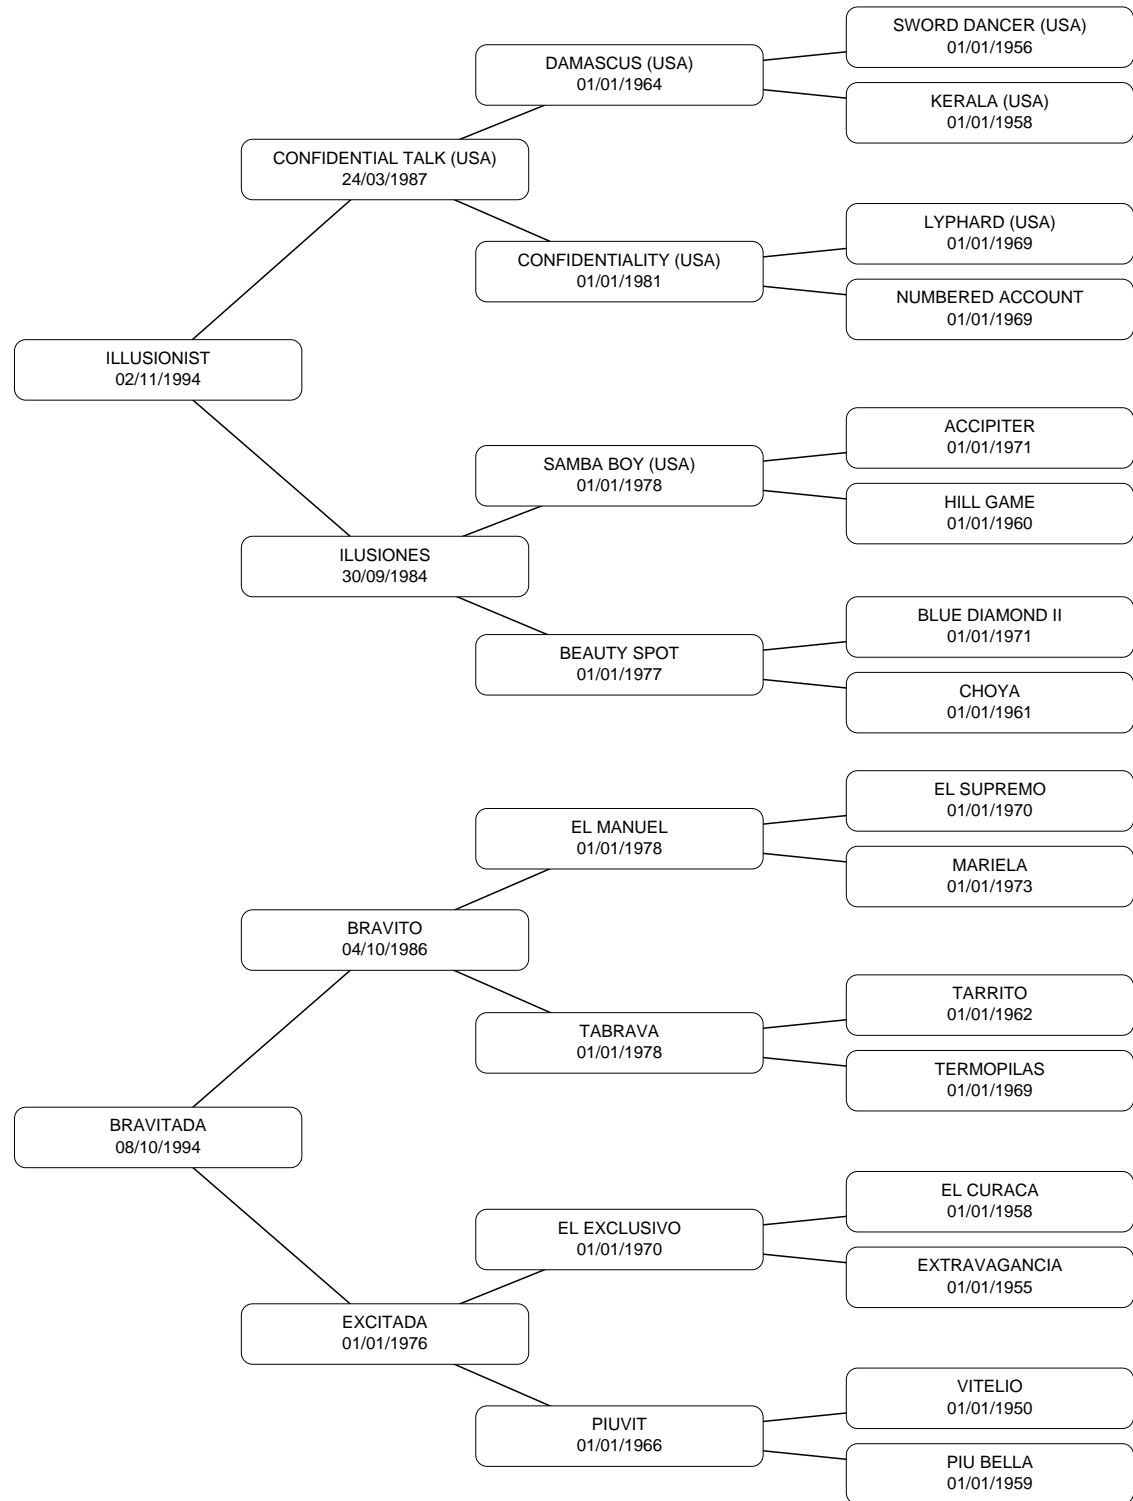 SWORD DANCER (USA)
01/01/1956
DAMASCUS (USA)
01/01/1964
KERALA (USA)
01/01/1958
CONFIDENTIAL TALK (USA)
24/03/1987
LYPHARD (USA)
01/01/1969
CONFIDENTIALITY (USA)
01/01/1981
NUMBERED ACCOUNT
01/01/1969
ILLUSIONIST
02/11/1994
ACCIPITER
01/01/1971
SAMBA BOY (USA)
01/01/1978
HILL GAME
01/01/1960
ILUSIONES
30/09/1984
BLUE DIAMOND II
01/01/1971
BEAUTY SPOT
01/01/1977
CHOYA
01/01/1961
EL SUPREMO
01/01/1970
EL MANUEL
01/01/1978
MARIELA
01/01/1973
BRAVITO
04/10/1986
TARRITO
01/01/1962
TABRAVA
01/01/1978
TERMOPILAS
01/01/1969
BRAVITADA
08/10/1994
EL CURACA
01/01/1958
EL EXCLUSIVO
01/01/1970
EXTRAVAGANCIA
01/01/1955
EXCITADA
01/01/1976
VITELIO
01/01/1950
PIUVIT
01/01/1966
PIU BELLA
01/01/1959